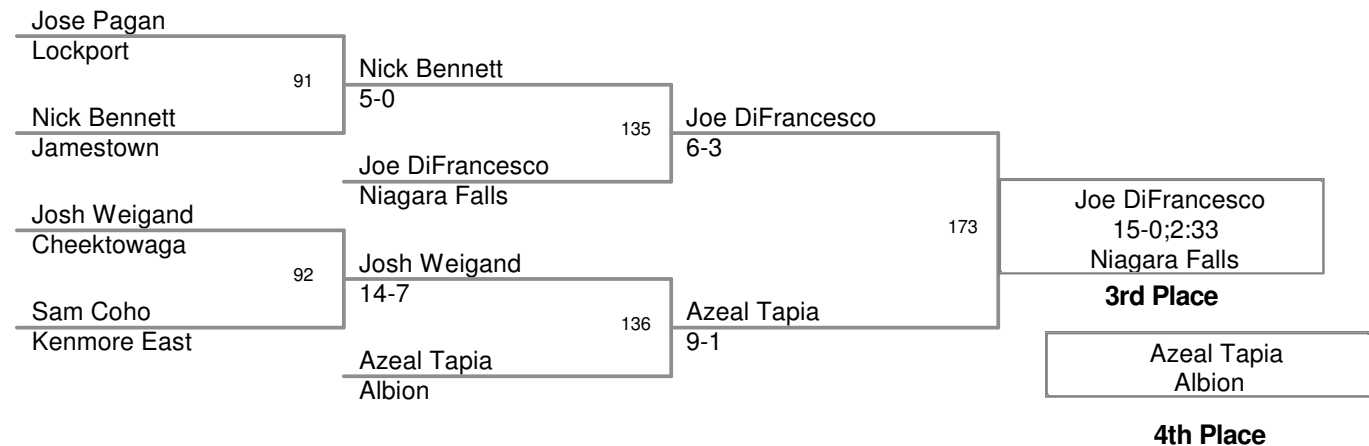 Jose Pagan
Lockport
91
Nick Bennett
5-0
Nick Bennett
Jamestown
135
Joe DiFrancesco
6-3
Joe DiFrancesco
Niagara Falls
Josh Weigand
Cheektowaga
173
Joe DiFrancesco
15-0;2:33
Niagara Falls
3rd Place
92
Josh Weigand
14-7
Sam Coho
Kenmore East
136
Azeal Tapia
9-1
Azeal Tapia
Albion
Azeal Tapia
Albion
4th Place